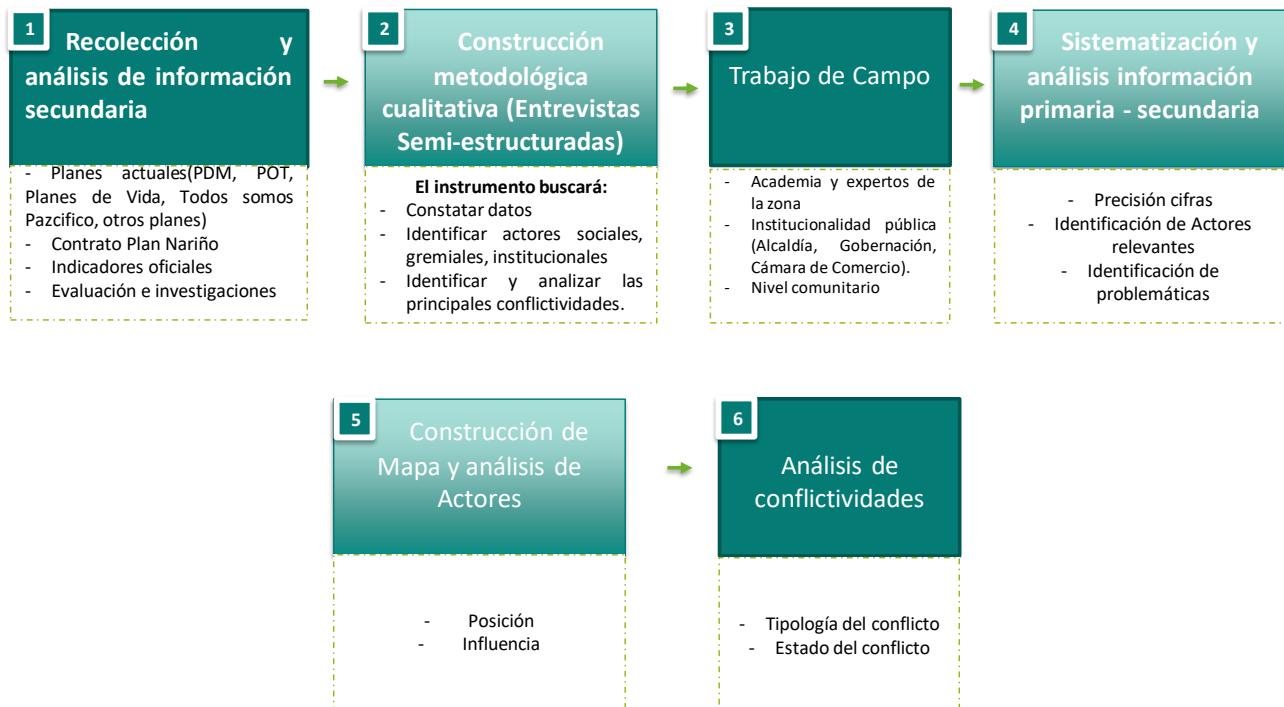 1
Recolección y
análisis de información
secundaria
- Planes actuales(PDM, POT,
Planes de Vida, Todos somos
Pazcifico, otros planes)
- Contrato Plan Nariño
- Indicadores oficiales
- Evaluación e investigaciones
2
Construcción
metodológica
cualitativa (Entrevistas
Semi-estructuradas)
El instrumento buscará:
- Constatar datos
- Identificar actores sociales,
gremiales, institucionales
- Identificar y analizar las
principales conflictividades.
3
Trabajo de Campo
- Academia y expertos de
la zona
- Institucionalidad pública
(Alcaldía, Gobernación,
Cámara de Comercio).
- Nivel comunitario
4
Sistematización y
análisis información
primaria - secundaria
- Precisión cifras
- Identificación de Actores
relevantes
- Identificación de
problemáticas
5
Construcción de
Mapa y análisis de
Actores
- Posición
- Influencia
6
Análisis de
conflictividades
- Tipología del conflicto
- Estado del conflicto